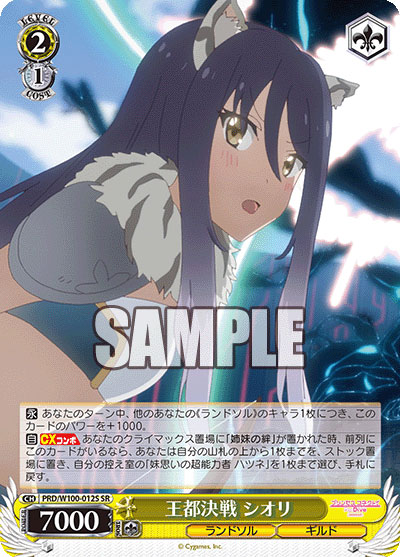 LEVEL
2
1
COST
SAMPLE
永 あなたのターン中、他のあなたの《ランドソル》のキャラ1枚につき、この
カードのパワーを+1000。
自 CXコンボ あなたのクライマックス置場に「姉妹の絆」が置かれた時、前列に
このカードがいるなら、あなたは自分の山札の上から1枚までを、ストック置
場に置き、自分の控え室の「妹思いの超能力者 ハツネ」を1枚まで選び、手札に
戻す。
CH PRD/W100-012S SR
7000
王都決戦 シオリ
ランドソル ギルド
© Cygames, Inc.